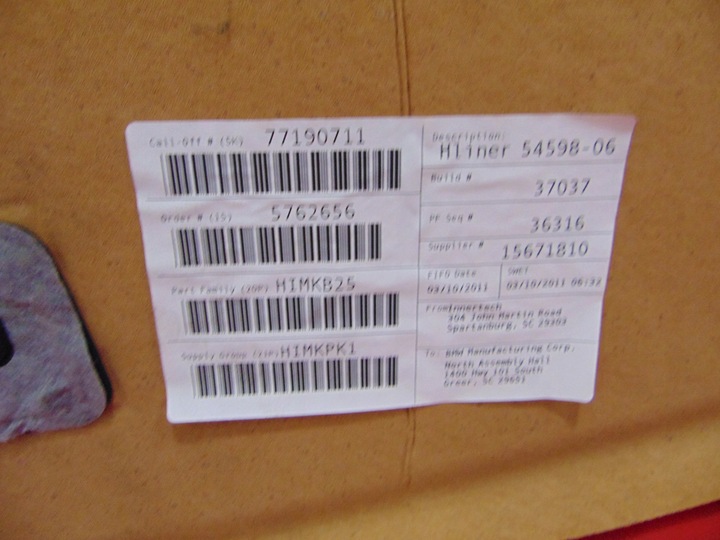 Call-Off # (5K) 77190711
Order # (15) 5762656
Part Family (20P) HIMKB25
Supply Group (21P) HIMKPK1
Description:
Hliner 54598-06
Build #
37037
PF Seq #
36316
Supplier #
15671810
FIFO Date
03/10/2011
SMET
03/10/2011 06:32
From: Innertech
304 John Martin Road
Spartanburg, SC 29303
To: BMW Manufacturing Corp.
North Assembly Hall
1400 Hwy 101 South
Greer, SC 29651